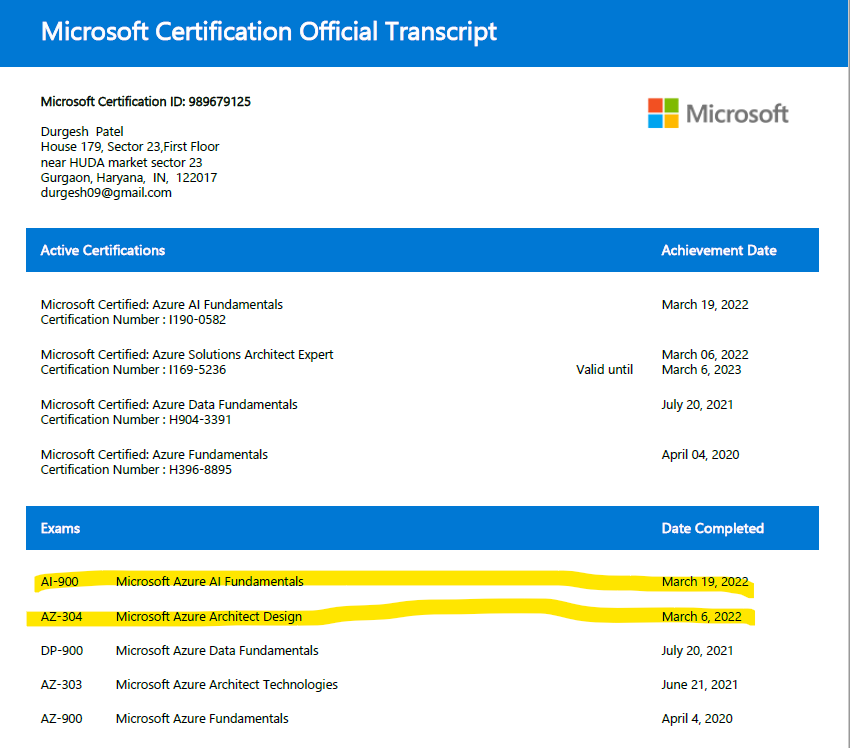 Microsoft Certification Official Transcript
Microsoft Certification ID: 989679125
Microsoft
Durgesh Patel
House 179, Sector 23,First Floor
near HUDA market sector 23
Gurgaon, Haryana, IN, 122017
durgesh09@gmail.com
Active Certifications Achievement Date
Microsoft Certified: Azure AI Fundamentals March 19, 2022
Certification Number : I190-0582
Microsoft Certified: Azure Solutions Architect Expert March 06, 2022
Certification Number : I169-5236 Valid until March 6, 2023
Microsoft Certified: Azure Data Fundamentals July 20, 2021
Certification Number : H904-3391
Microsoft Certified: Azure Fundamentals April 04, 2020
Certification Number : H396-8895
Exams Date Completed
AI-900 Microsoft Azure AI Fundamentals March 19, 2022
AZ-304 Microsoft Azure Architect Design March 6, 2022
DP-900 Microsoft Azure Data Fundamentals July 20, 2021
AZ-303 Microsoft Azure Architect Technologies June 21, 2021
AZ-900 Microsoft Azure Fundamentals April 4, 2020